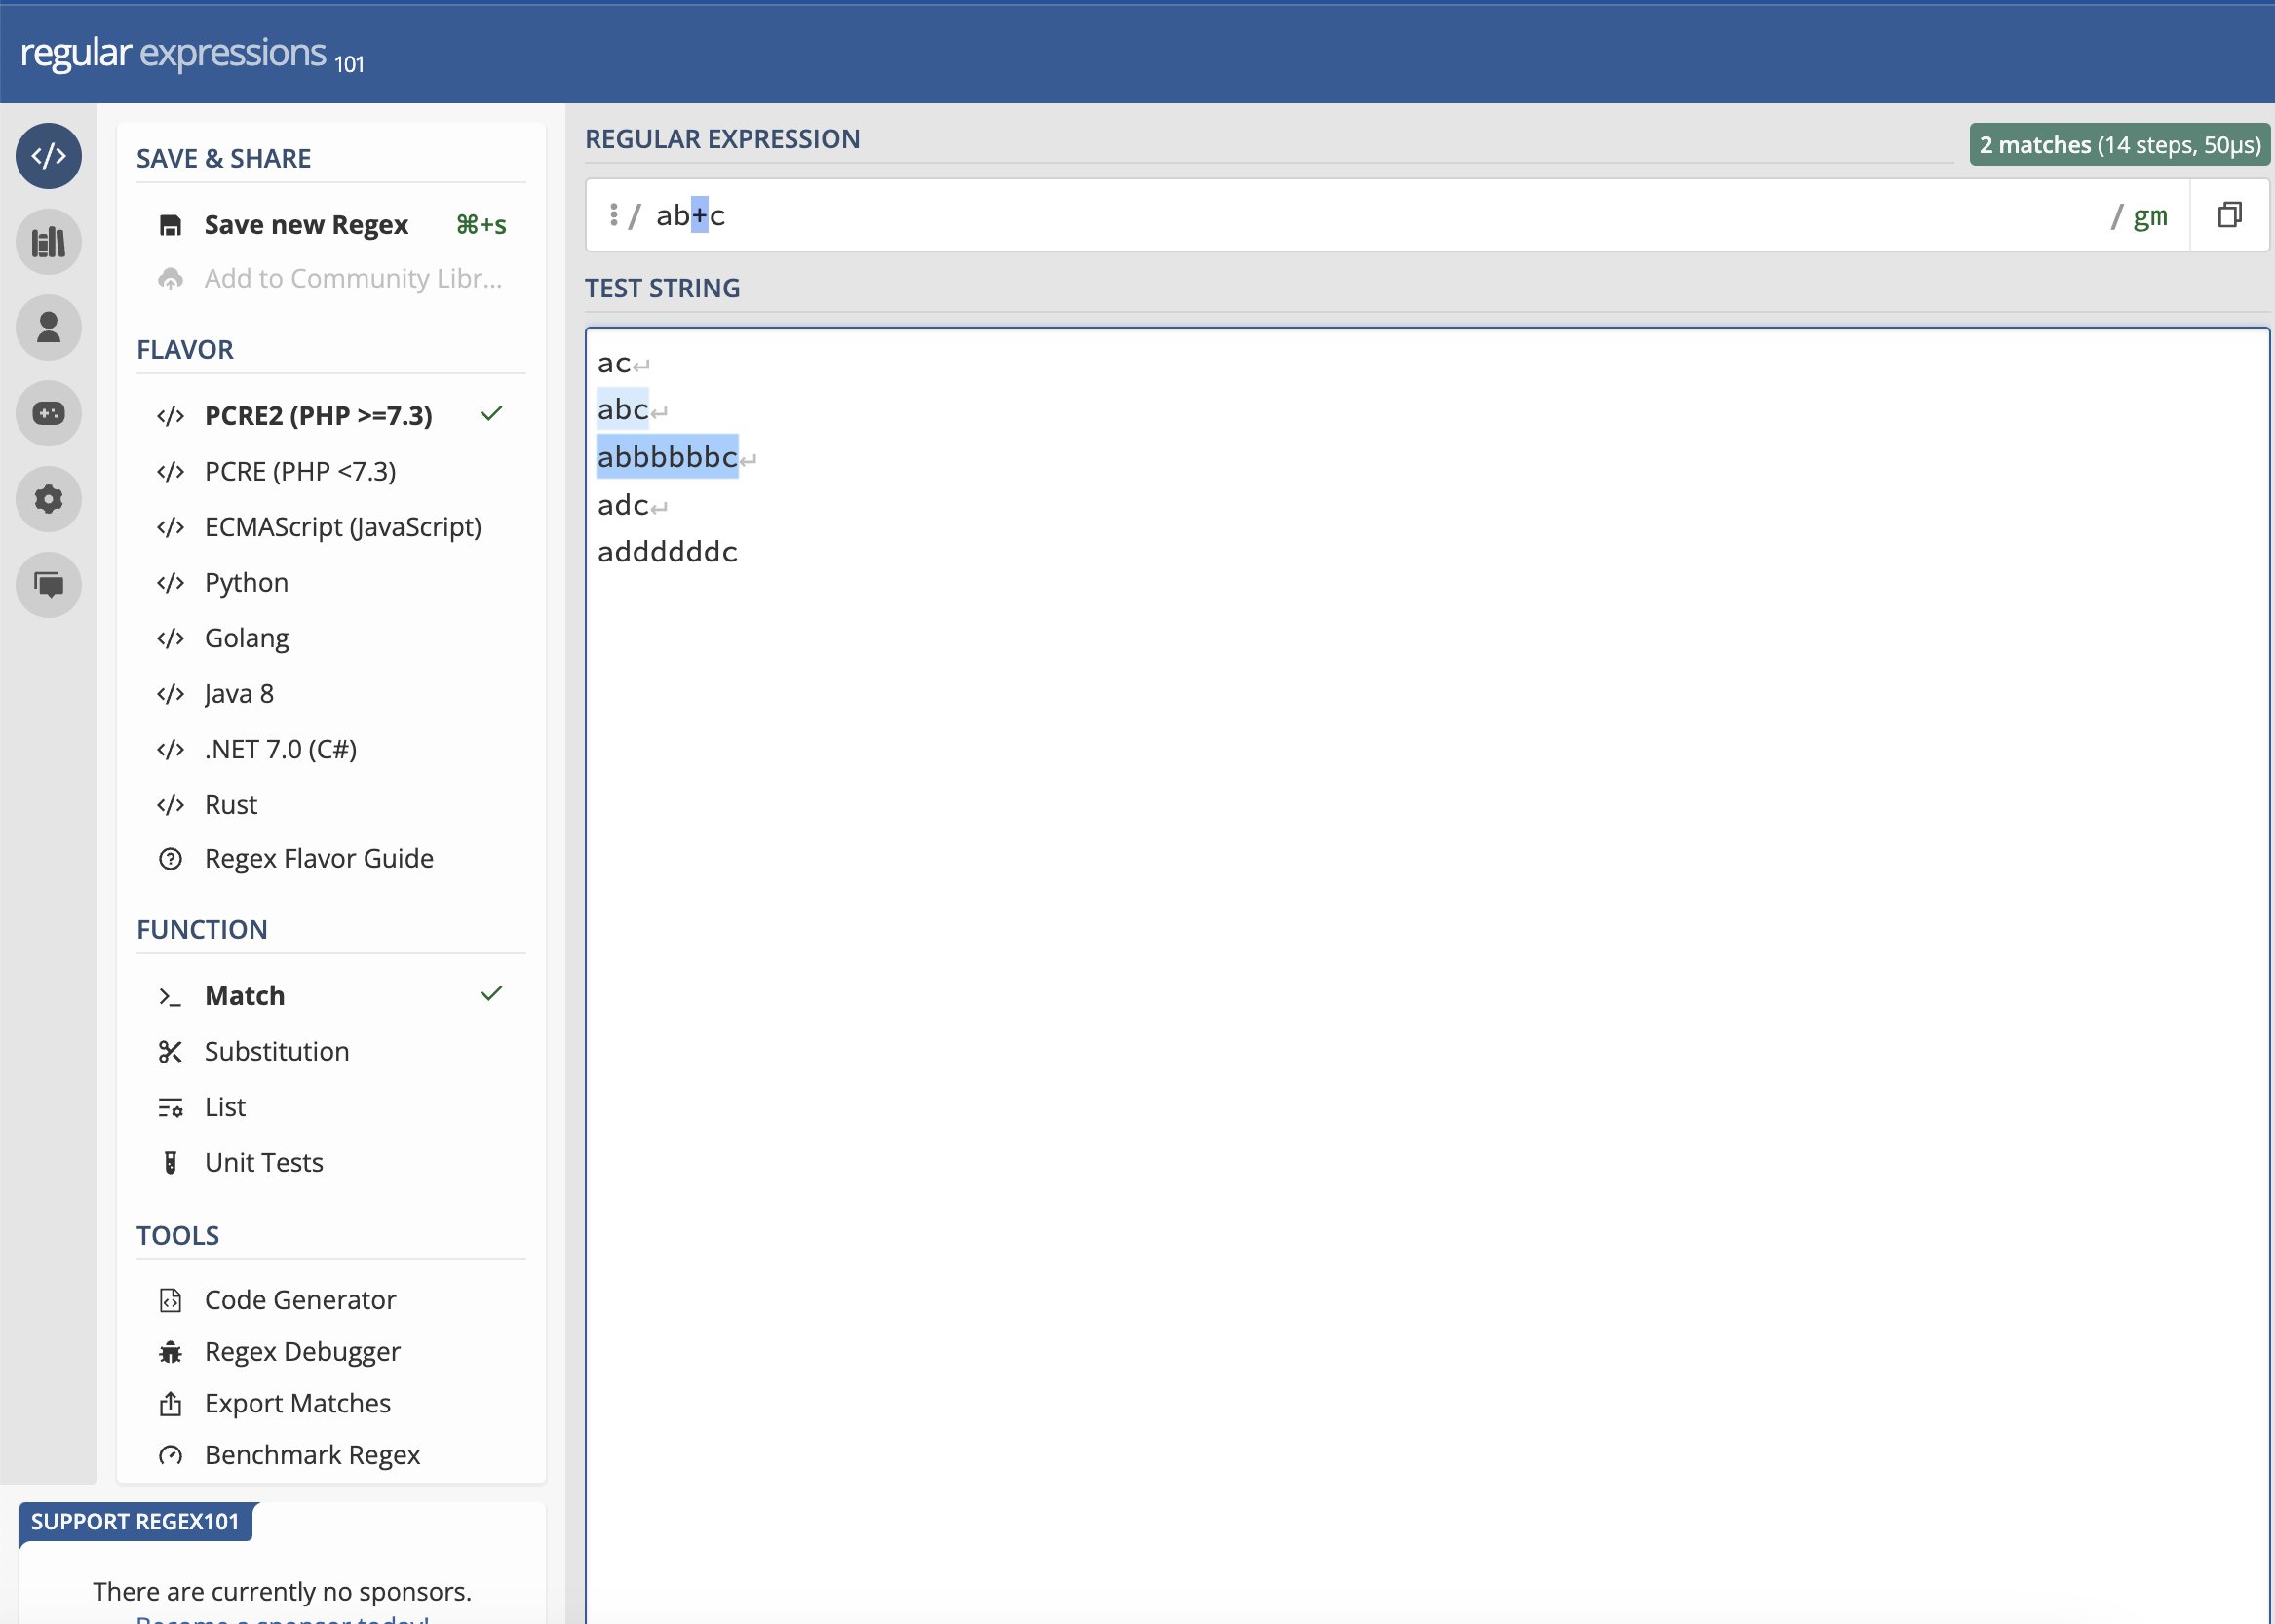 regular expressions 101
SAVE & SHARE
Save new Regex ⌘+s
Add to Community Libr...
FLAVOR
PCRE2 (PHP >=7.3)
PCRE (PHP <7.3)
ECMAScript (JavaScript)
Python
Golang
Java 8
.NET 7.0 (C#)
Rust
Regex Flavor Guide
FUNCTION
Match
Substitution
List
Unit Tests
TOOLS
Code Generator
Regex Debugger
Export Matches
Benchmark Regex
SUPPORT REGEX101
There are currently no sponsors.
Become a sponsor today!
REGULAR EXPRESSION
2 matches (14 steps, 50μs)
/ ab+c / gm
TEST STRING
ac
abc
abbbbbbc
adc
addddddc